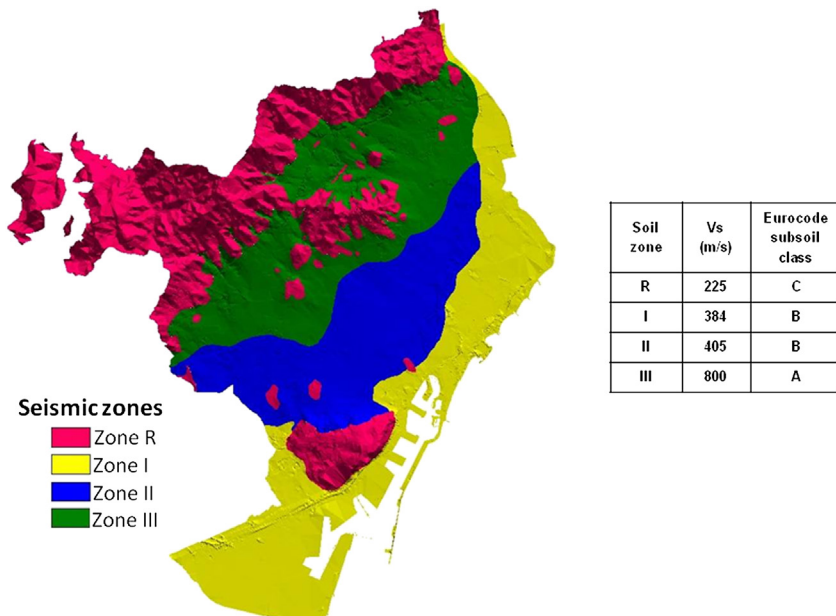 Seismic zones
Zone R
Zone I
Zone II
Zone III
Soil zone Vs (m/s) Eurocode subsoil class
R 225 C
I 384 B
II 405 B
III 800 A